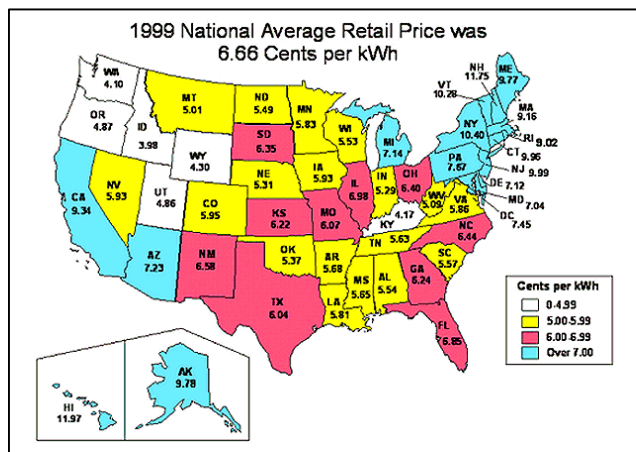 1999 National Average Retail Price was
6.66 Cents per kWh
WA
4.10
OR
4.87
ID
3.98
MT
5.01
WY
4.30
CA
9.34
NV
5.93
UT
4.86
CO
5.95
AZ
7.23
NM
6.58
ND
5.49
SD
6.35
NE
5.31
KS
6.22
OK
5.37
TX
6.04
MN
5.83
IA
5.93
MO
6.07
AR
5.68
LA
5.81
WI
5.53
IL
6.98
MI
7.14
IN
5.29
OH
6.40
KY 4.17
TN 5.63
MS
5.65
AL
5.54
GA
6.24
FL
6.85
SC
5.57
NC
6.44
VA
5.86
WV
5.09
PA
7.67
NY
10.40
VT
10.28
NH
11.75
ME
9.77
MA
9.16
RI 9.02
CT
9.96
NJ
9.99
DE
7.12
MD
7.04
DC
7.45
HI
11.97
AK
9.78
Cents per kWh
0-4.99
5.00-5.99
6.00-6.99
Over 7.00